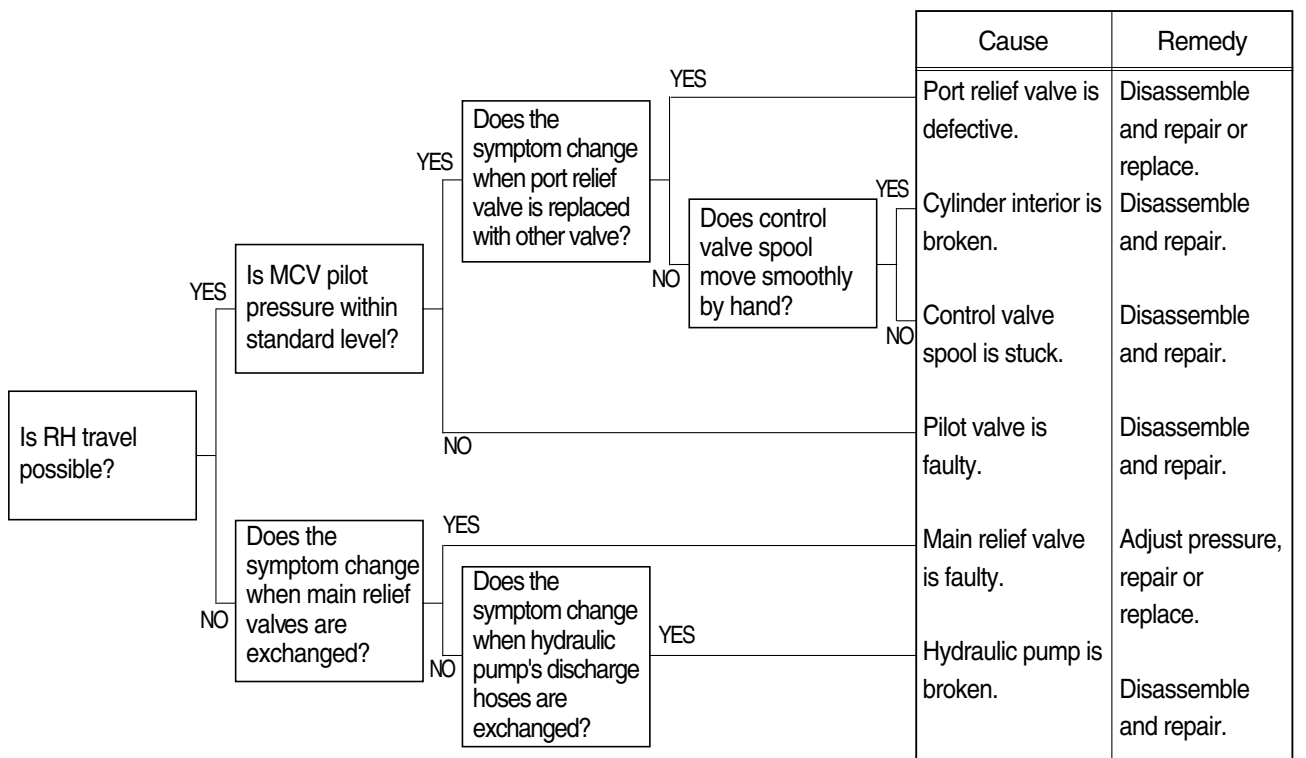 Is RH travel
possible?
YES
Is MCV pilot
pressure within
standard level?
YES
Does the
symptom change
when port relief
valve is replaced
with other valve?
YES
NO
Does control
valve spool
move smoothly
by hand?
YES
NO
NO
NO
Does the
symptom change
when main relief
valves are
exchanged?
YES
NO
Does the
symptom change
when hydraulic
pump's discharge
hoses are
exchanged?
YES
Cause
Remedy
Port relief valve is
defective.
Disassemble
and repair or
replace.
Cylinder interior is
broken.
Disassemble
and repair.
Control valve
spool is stuck.
Disassemble
and repair.
Pilot valve is
faulty.
Disassemble
and repair.
Main relief valve
is faulty.
Adjust pressure,
repair or
replace.
Hydraulic pump is
broken.
Disassemble
and repair.